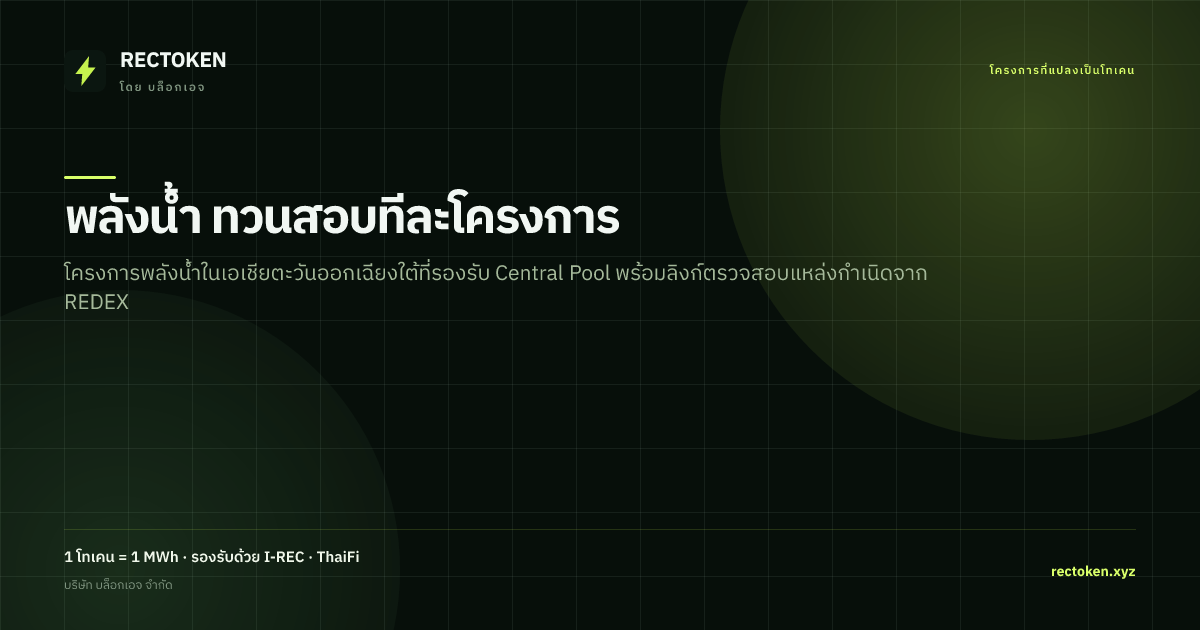 RECTOKEN
โดย บล็อกเอจ
โครงการที่แปลงเป็นโทเคน
พลังน้ำ ทวนสอบทีละโครงการ
โครงการพลังน้ำในเอเชียตะวันออกเฉียงใต้ที่รองรับ Central Pool พร้อมลิงก์ตรวจสอบแหล่งกำเนิดจาก
REDEX
1 โทเคน = 1 MWh · รองรับด้วย I-REC · ThaiFi
บริษัท บล็อกเอจ จำกัด
rectoken.xyz